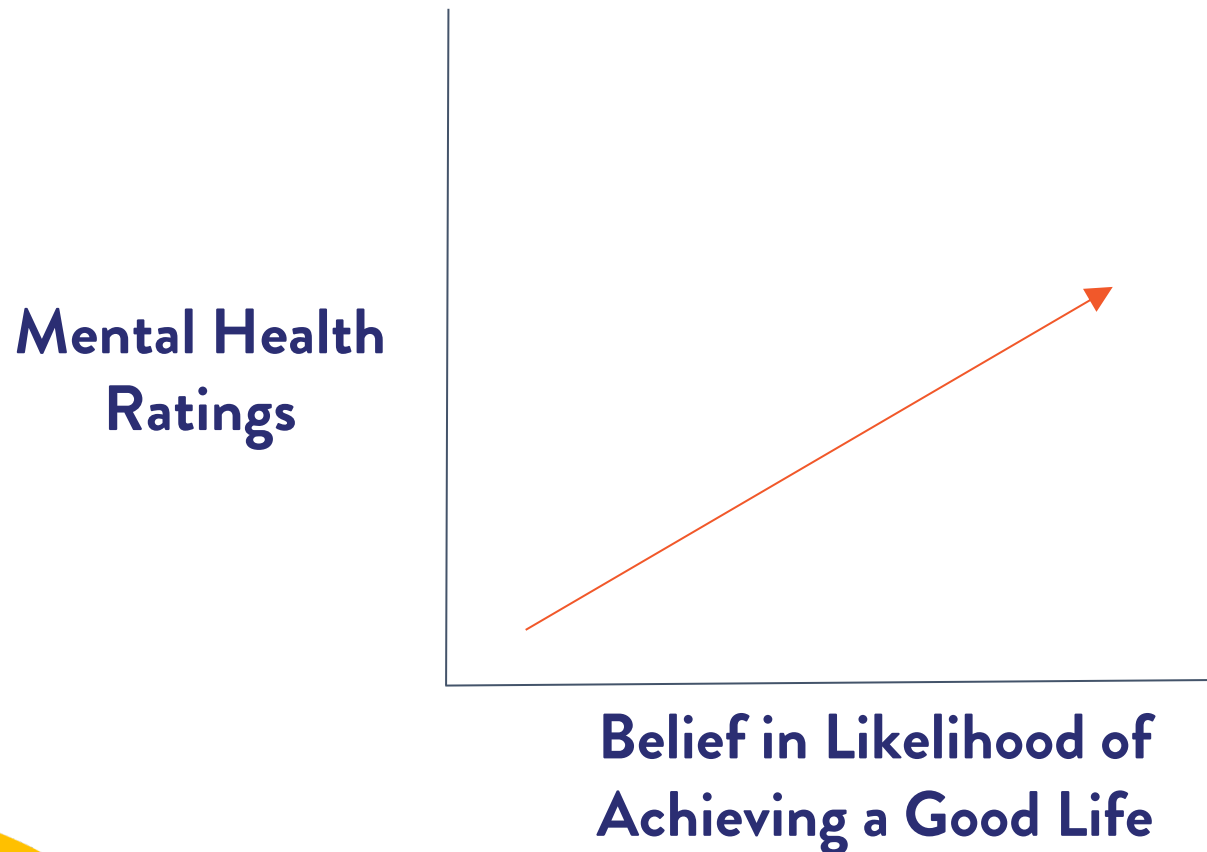 Mental Health
Ratings
Belief in Likelihood of
Achieving a Good Life